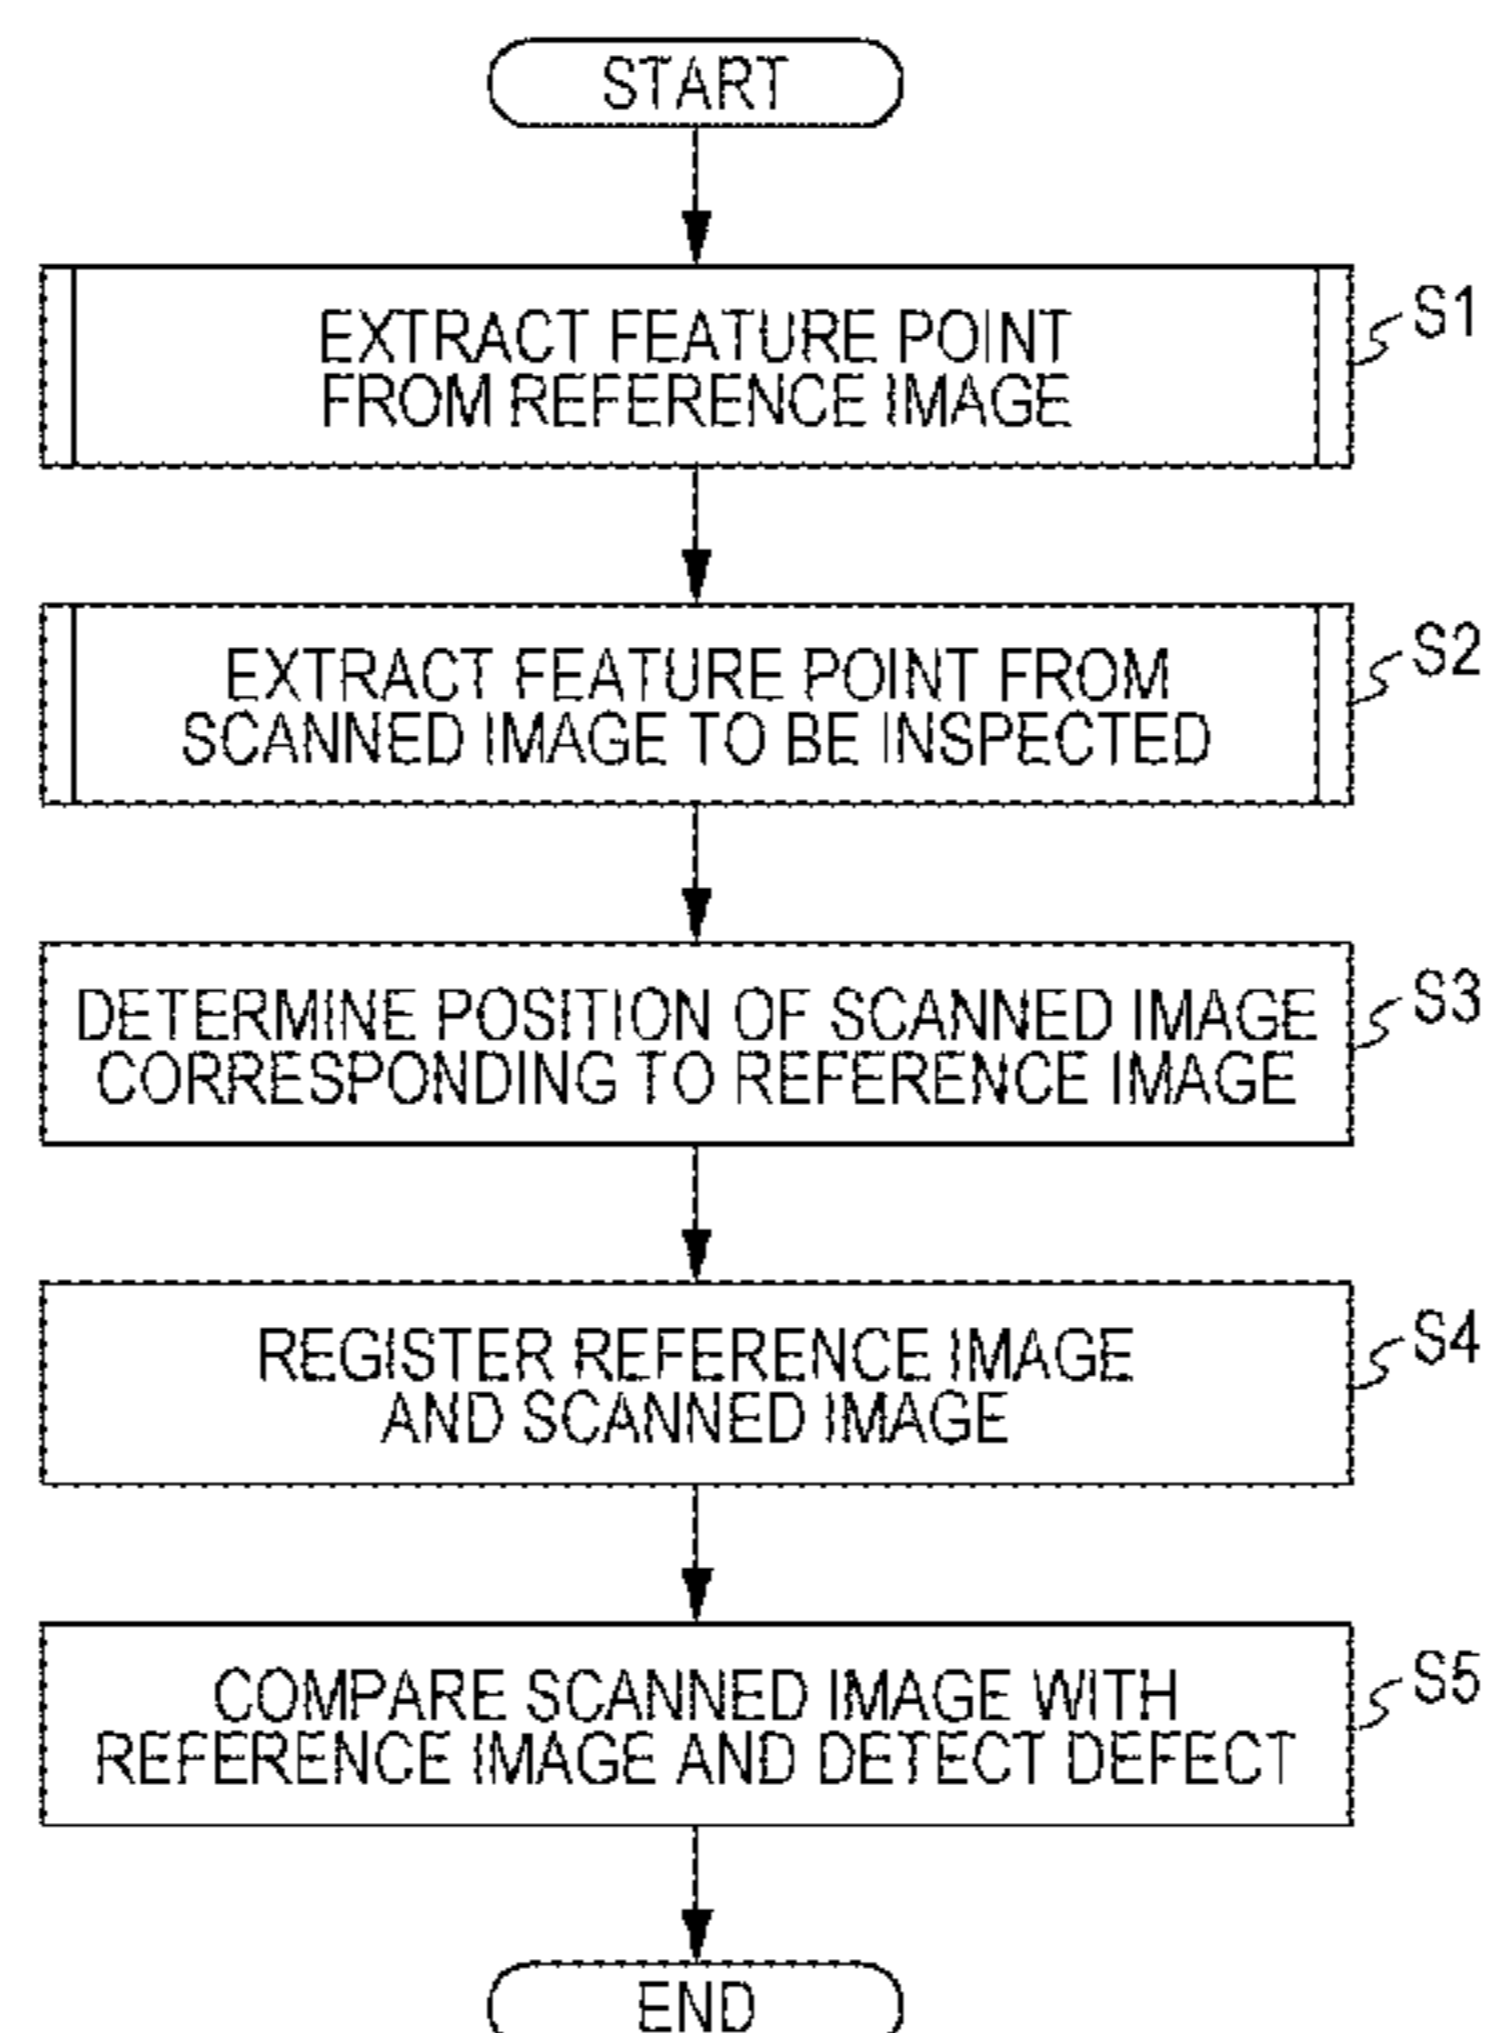 START
EXTRACT FEATURE POINT
FROM REFERENCE IMAGE
S1
EXTRACT FEATURE POINT FROM
SCANNED IMAGE TO BE INSPECTED
S2
DETERMINE POSITION OF SCANNED IMAGE
CORRESPONDING TO REFERENCE IMAGE
S3
REGISTER REFERENCE IMAGE
AND SCANNED IMAGE
S4
COMPARE SCANNED IMAGE WITH
REFERENCE IMAGE AND DETECT DEFECT
S5
END